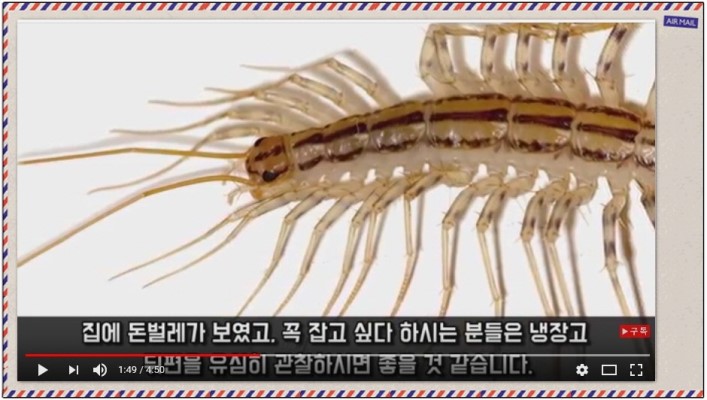 AIR MAIL
집에 돈벌레가 보였고, 꼭 잡고 싶다 하시는 분들은 냉장고
구독
뒤편을 유심히 관찰하시면 좋을 것 같습니다.
1:49 / 4:50